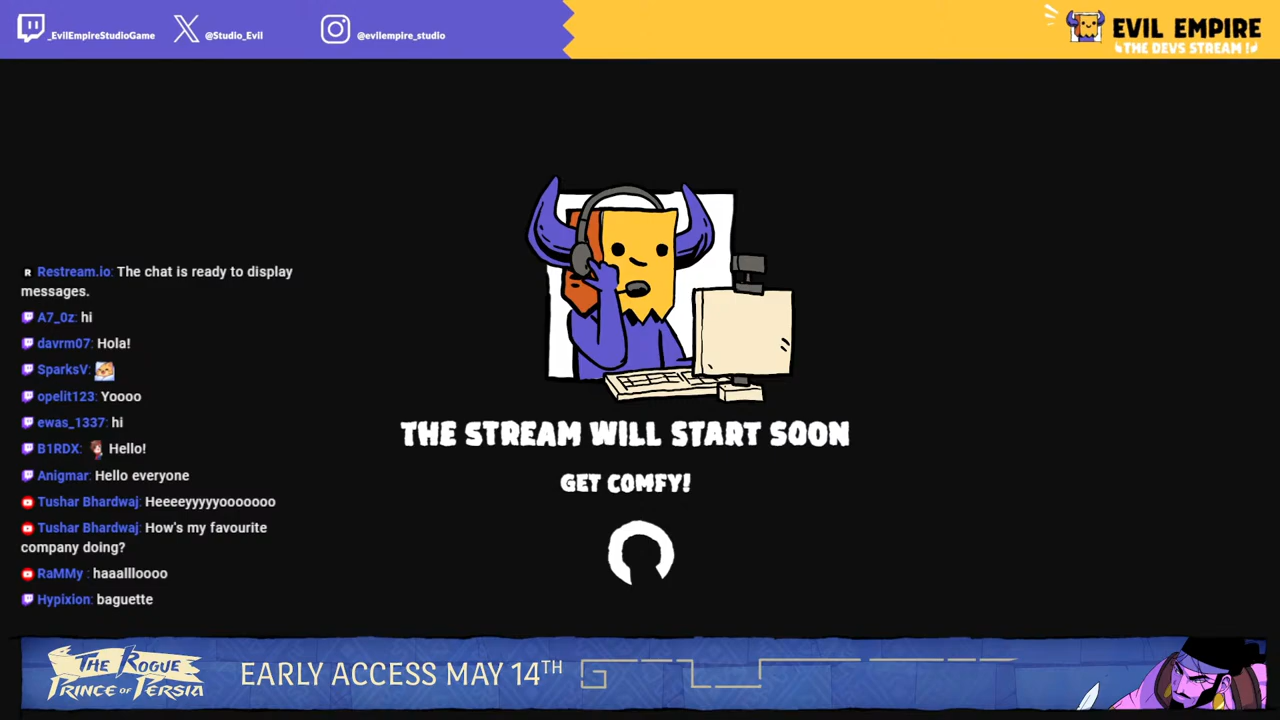 _EvilEmpireStudioGame
@Studio_Evil
@evilempire_studio
EVIL EMPIRE
THE DEVS STREAM !
R Restream.io: The chat is ready to display
messages.
A7_0z: hi
davrm07: Hola!
SparksV:
opelit123: Yoooo
ewas_1337: hi
B1RDX: Hello!
Anigmar: Hello everyone
Tushar Bhardwaj: Heeeeyyyyyooooooo
Tushar Bhardwaj: How's my favourite
company doing?
RaMMy : haaallloooo
Hypixion: baguette
THE STREAM WILL START SOON
GET COMFY!
THE ROGUE
PRINCE OF PERSIA
EARLY ACCESS MAY 14TH